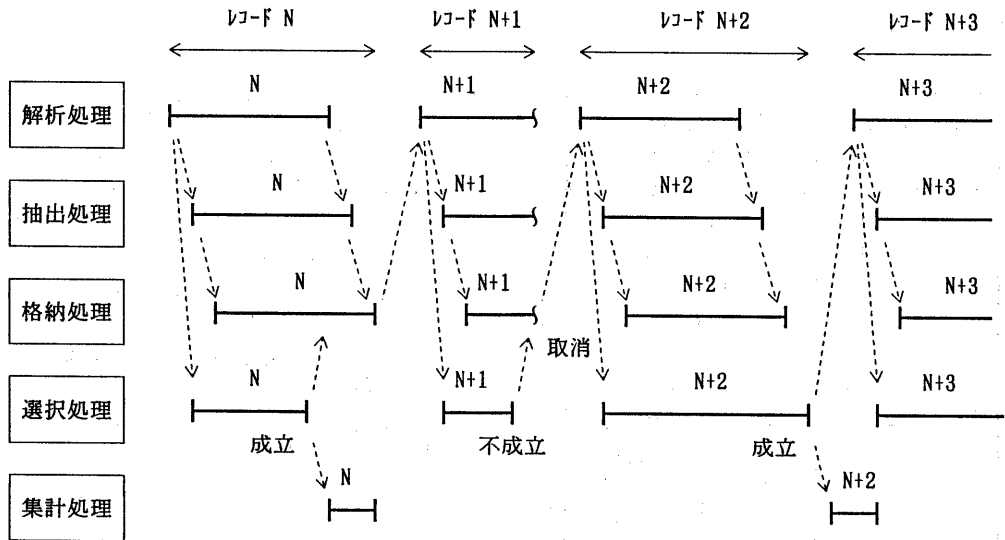 ﾚｺｰﾄﾞ N ﾚｺｰﾄﾞ N+1 ﾚｺｰﾄﾞ N+2 ﾚｺｰﾄﾞ N+3
解析処理 N N+1 N+2 N+3
抽出処理 N N+1 N+2
格納処理 N N+1 N+2 N+3
取消
選択処理 N N+1 N+2 N+3
成立 不成立 成立
集計処理 N N+2